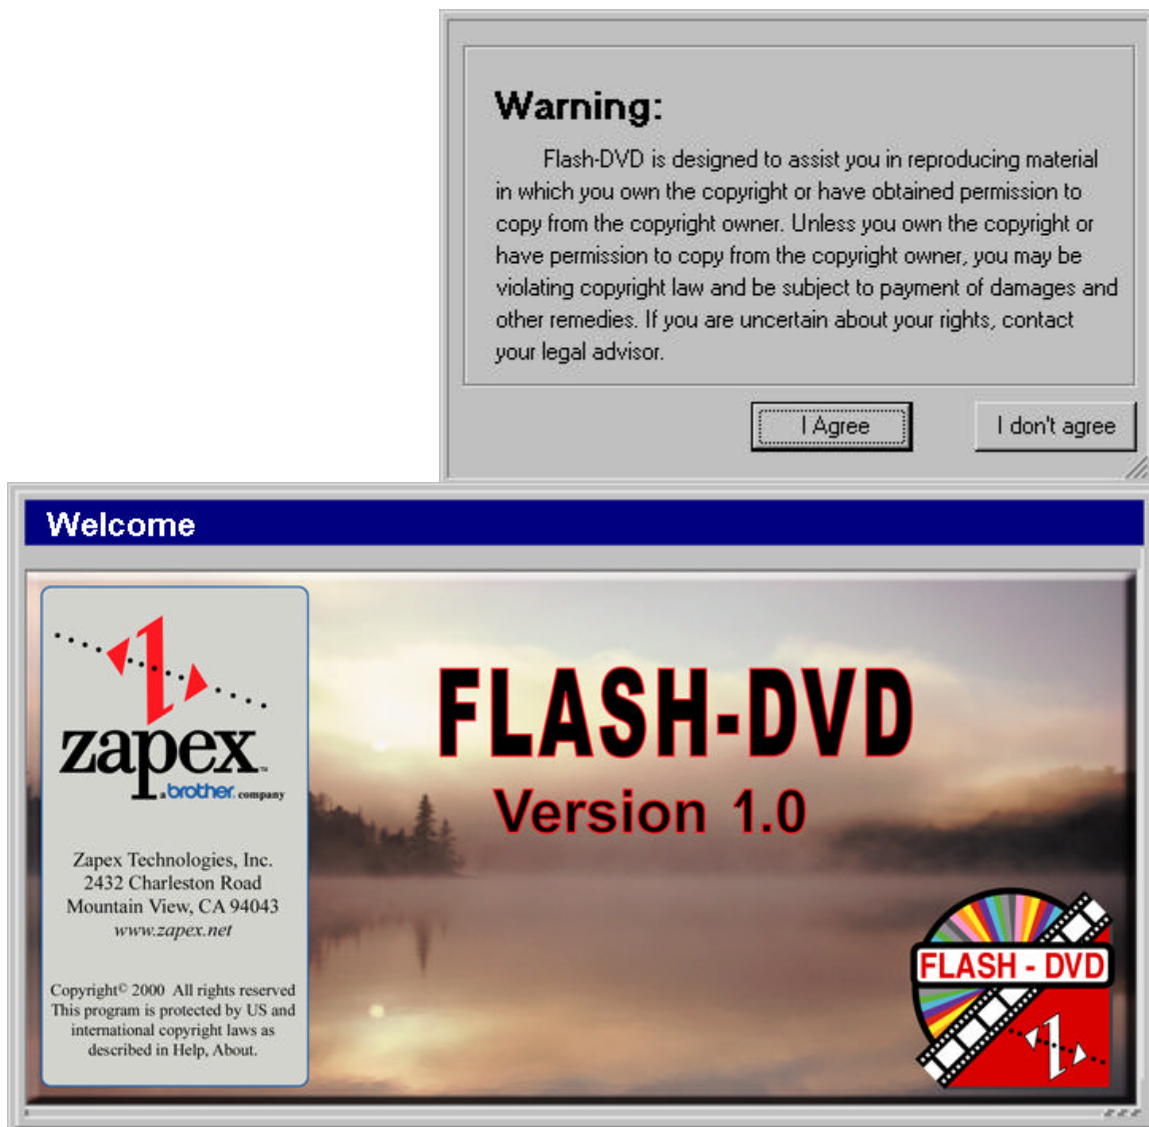 Warning:
Flash-DVD is designed to assist you in reproducing material
in which you own the copyright or have obtained permission to
copy from the copyright owner. Unless you own the copyright or
have permission to copy from the copyright owner, you may be
violating copyright law and be subject to payment of damages and
other remedies. If you are uncertain about your rights, contact
your legal advisor.
I Agree
I don't agree
Welcome
zapex™
a brother company
Zapex Technologies, Inc.
2432 Charleston Road
Mountain View, CA 94043
www.zapex.net
Copyright© 2000 All rights reserved
This program is protected by US and
international copyright laws as
described in Help, About.
FLASH-DVD
Version 1.0
FLASH - DVD